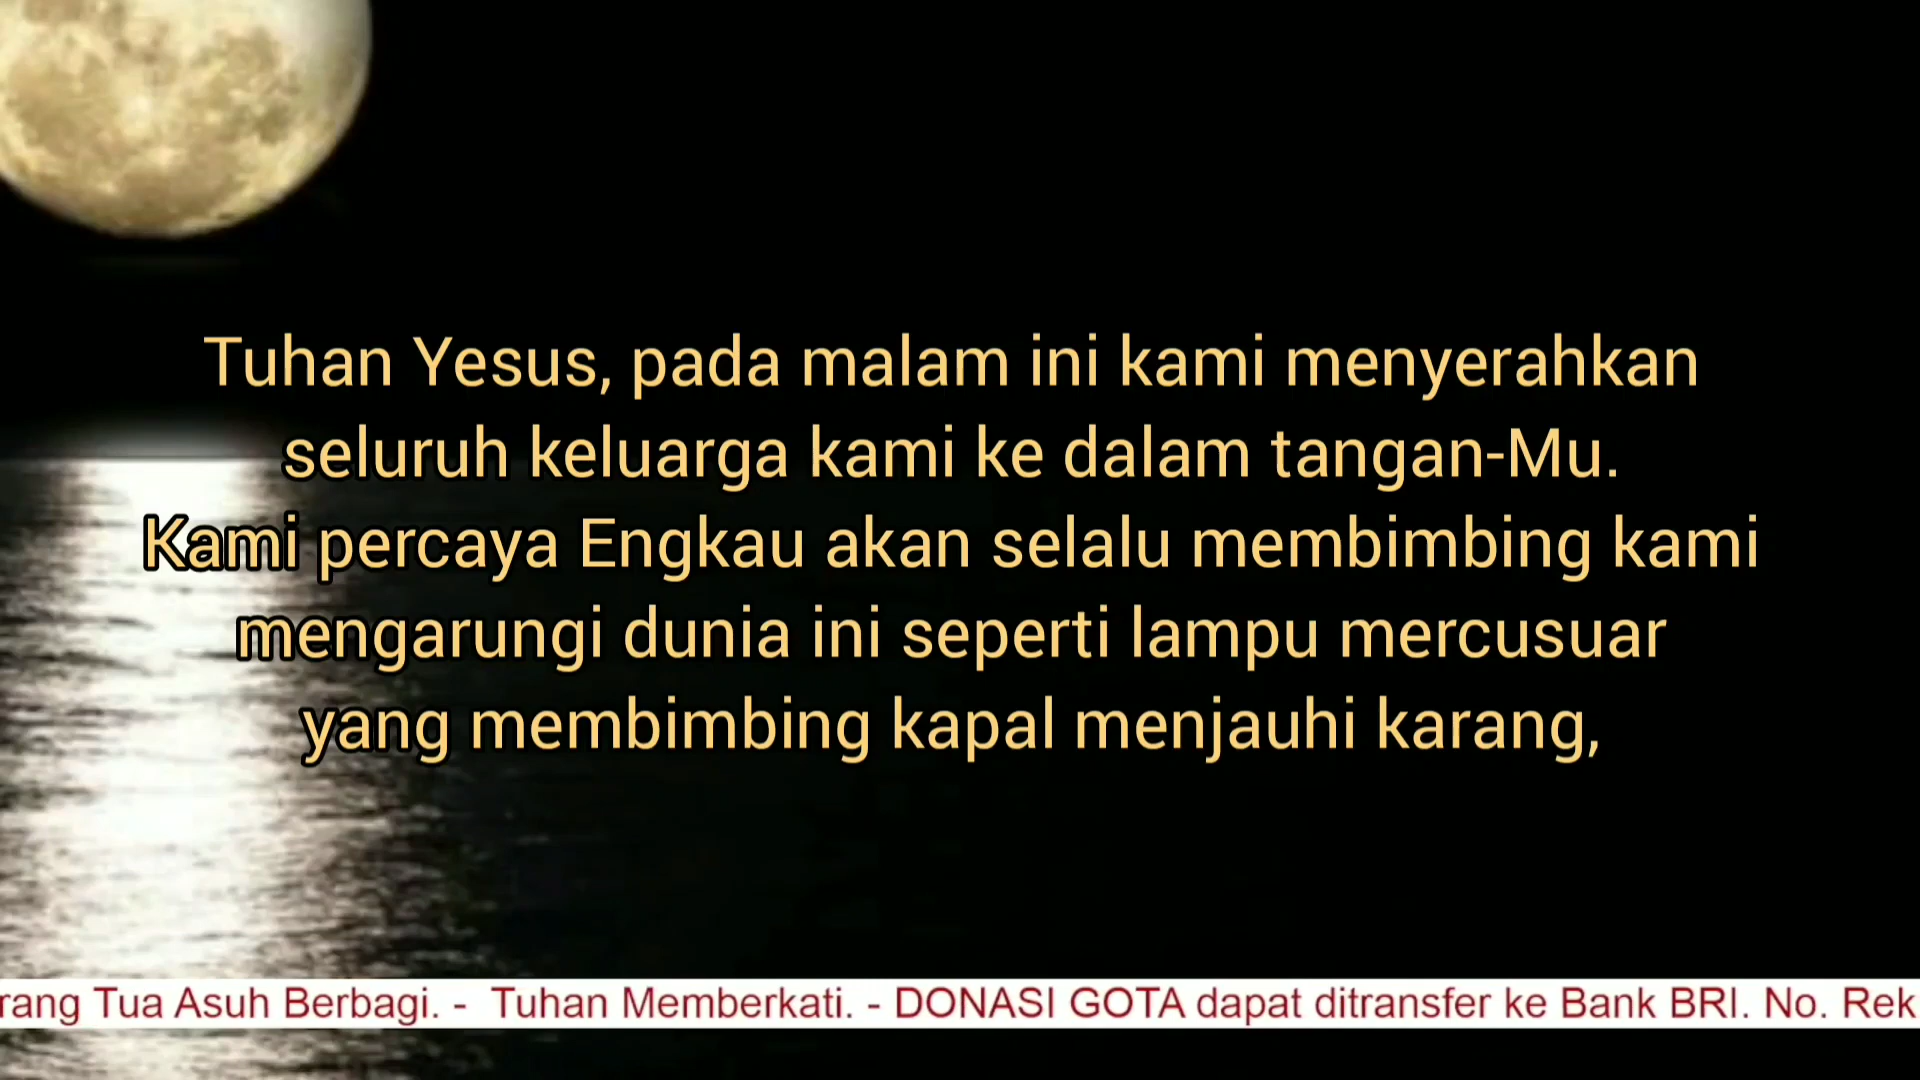 Tuhan Yesus, pada malam ini kami menyerahkan
seluruh keluarga kami ke dalam tangan-Mu.
Kami percaya Engkau akan selalu membimbing kami
mengarungi dunia ini seperti lampu mercusuar
yang membimbing kapal menjauhi karang,
rang Tua Asuh Berbagi. - Tuhan Memberkati. - DONASI GOTA dapat ditransfer ke Bank BRI. No. Rek